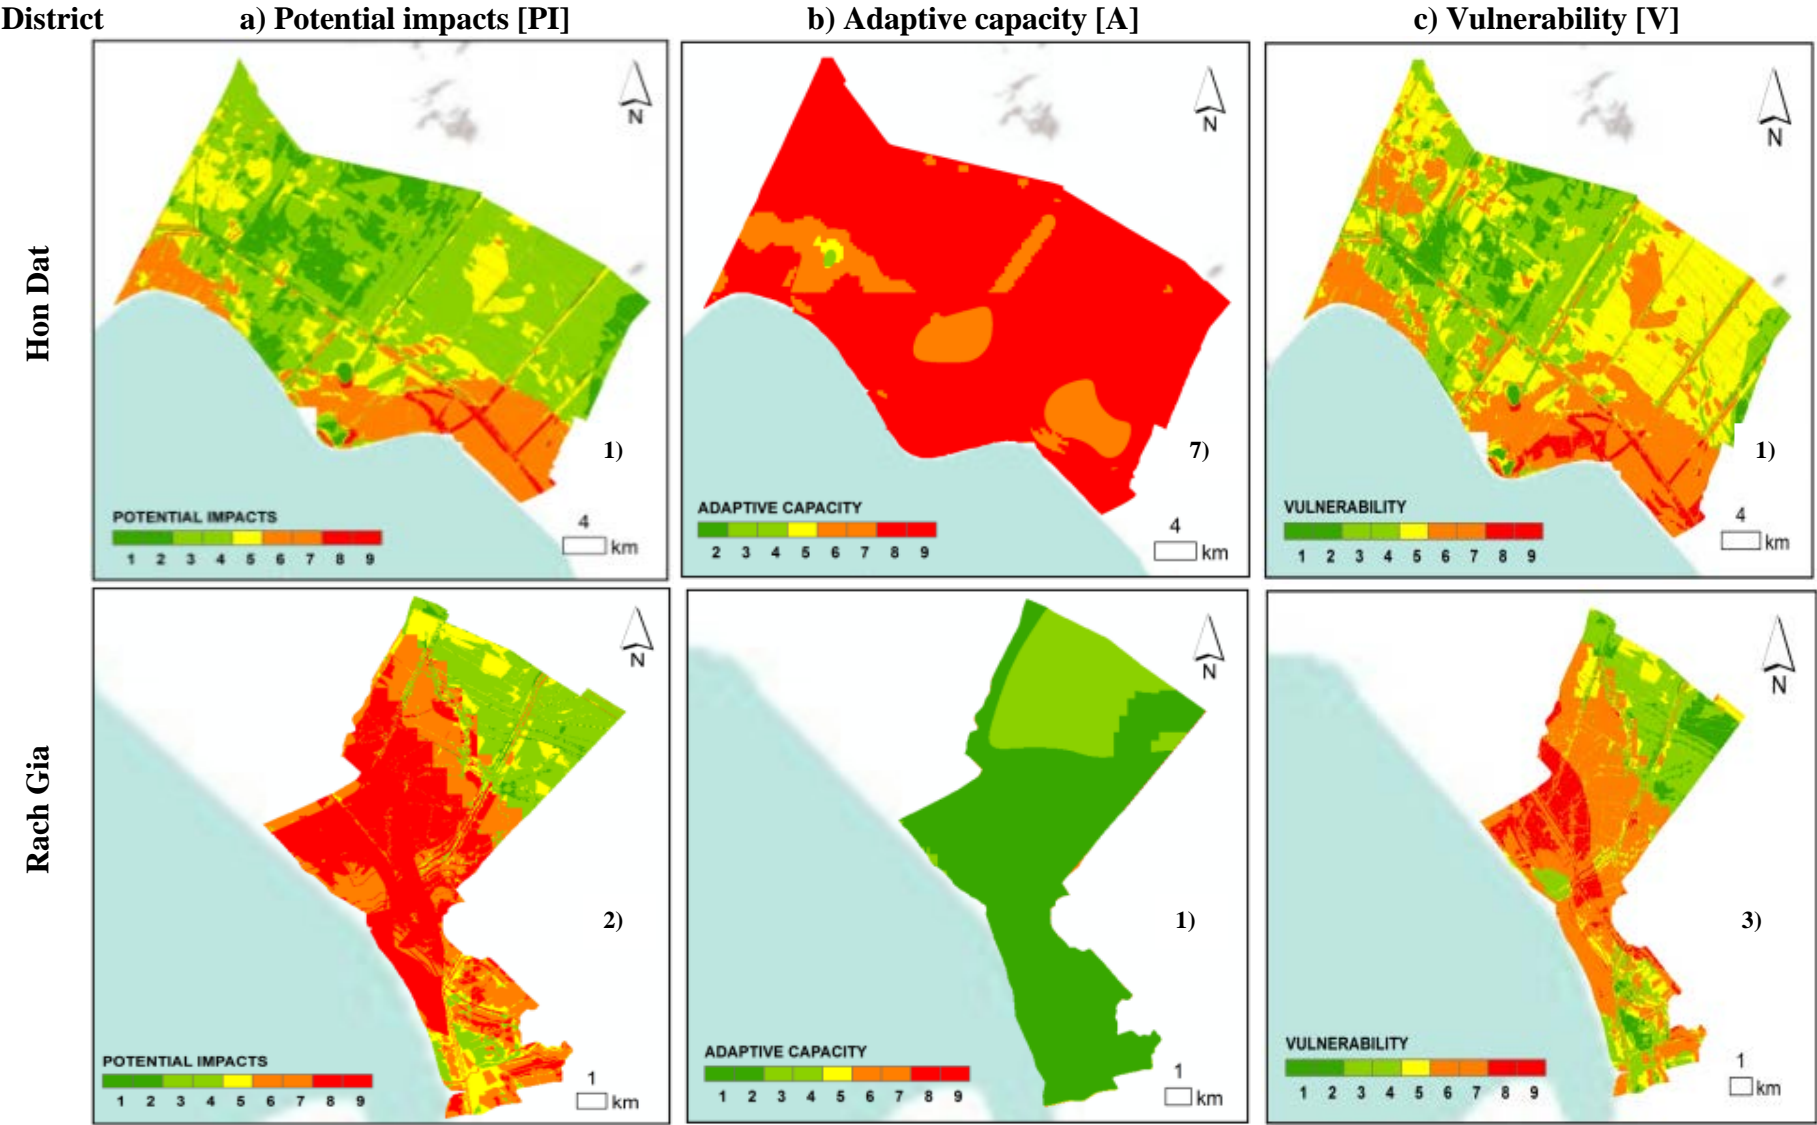 District a) Potential impacts [PI] b) Adaptive capacity [A] c) Vulnerability [V]
Hon Dat
N
1)
POTENTIAL IMPACTS
1 2 3 4 5 6 7 8 9
4
km
N
7)
ADAPTIVE CAPACITY
2 3 4 5 6 7 8 9
4
km
N
1)
VULNERABILITY
1 2 3 4 5 6 7 8 9
4
km
Rach Gia
N
2)
POTENTIAL IMPACTS
1 2 3 4 5 6 7 8 9
1
km
N
1)
ADAPTIVE CAPACITY
1 2 3 4 5 6 7 8 9
1
km
N
3)
VULNERABILITY
1 2 3 4 5 6 7 8 9
1
km